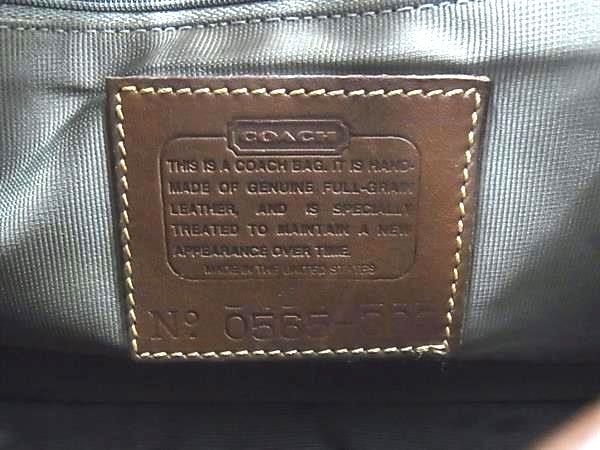 COACH
THIS IS A COACH BAG. IT IS HAND-
MADE OF GENUINE FULL-GRAIN
LEATHER, AND IS SPECIALLY
TREATED TO MAINTAIN A NEW
APPEARANCE OVER TIME.
MADE IN THE UNITED STATES
No